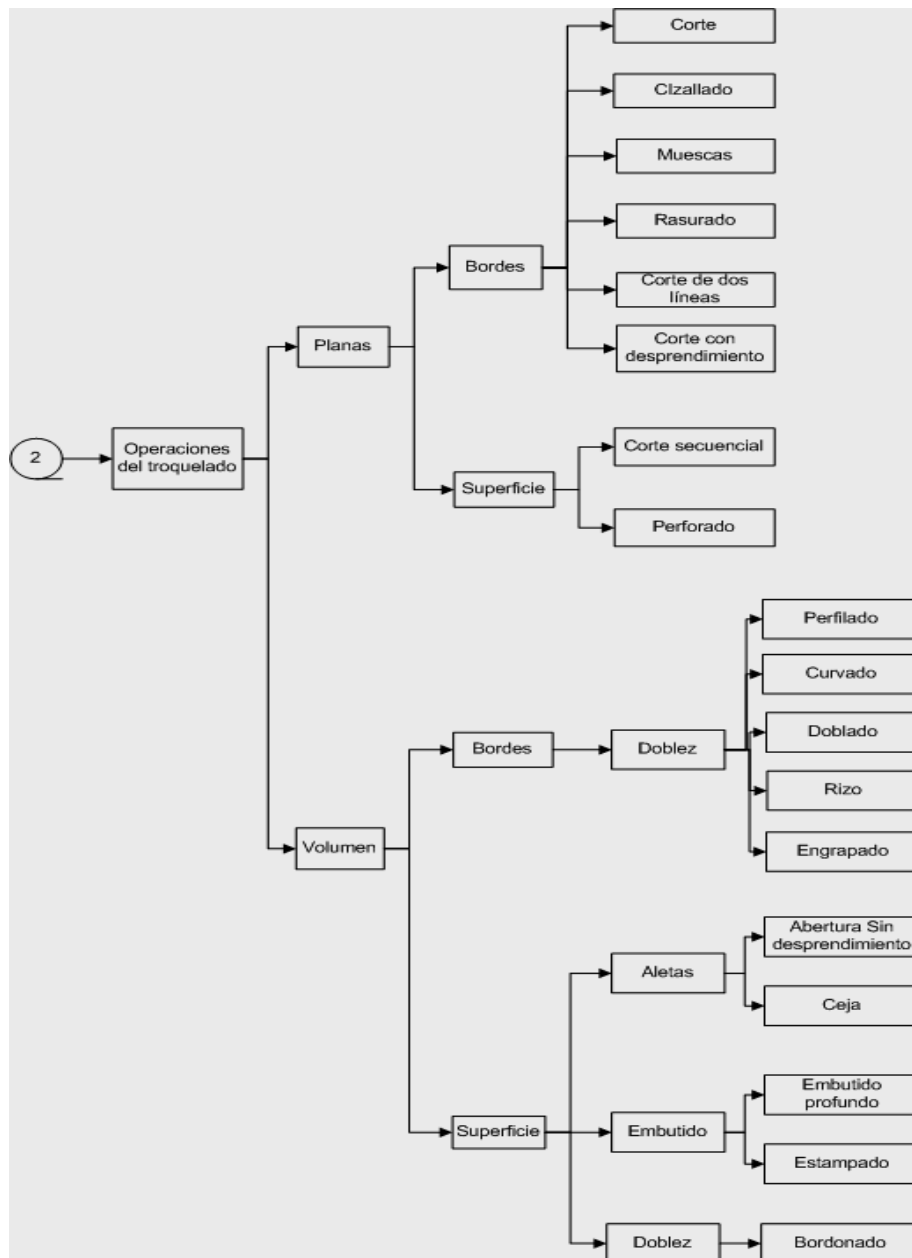 Corte
CIzallado
Muescas
Rasurado
Bordes
Corte de dos
líneas
Planas
Corte con
desprendimiento
2
Operaciones
del troquelado
Corte secuencial
Superficie
Perforado
Perfilado
Curvado
Bordes
Doblez
Doblado
Rizo
Volumen
Engrapado
Abertura Sin
desprendimiento
Aletas
Ceja
Embutido
profundo
Superficie
Embutido
Estampado
Doblez
Bordonado